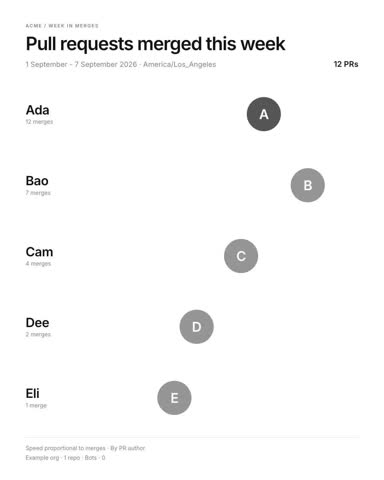 ACME / WEEK IN MERGES
Pull requests merged this week
1 September - 7 September 2026 · America/Los_Angeles
12 PRs
Ada
12 merges
A
Bao
7 merges
B
Cam
4 merges
C
Dee
2 merges
D
Eli
1 merge
E
Speed proportional to merges · By PR author
Example org · 1 repo · Bots · 0